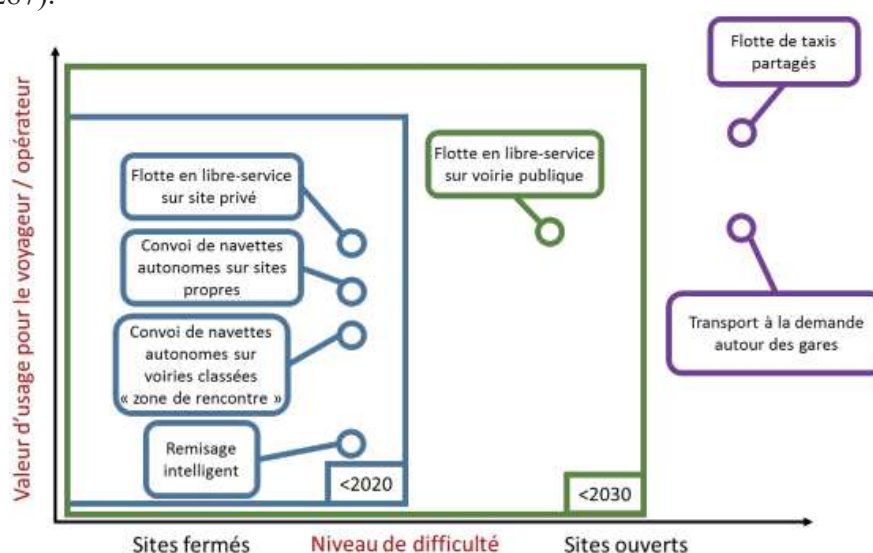 Flotte de taxis
partagés
Valeur d'usage pour le voyageur / opérateur
Flotte en libre-service
sur site privé
Flotte en libre-service
sur voirie publique
Convoi de navettes
autonomes sur sites
propres
Convoi de navettes
autonomes sur
voiries classées
« zone de rencontre »
Transport à la demande
autour des gares
Remisage
intelligent
<2020
<2030
Sites fermés
Niveau de difficulté
Sites ouverts